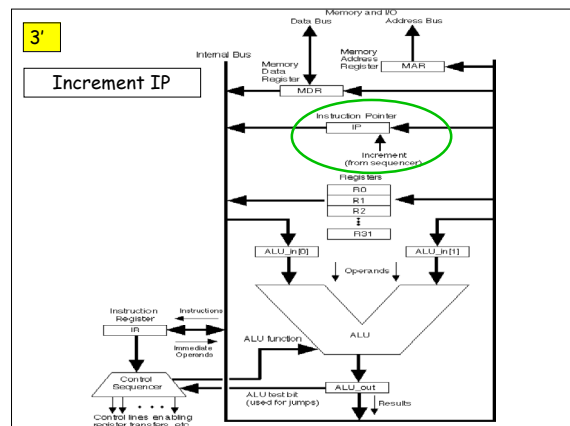 3’
Increment IP
Memory and I/O
Data Bus
Address Bus
Internal Bus
Memory
Data
Register
Memory
Address
Register
MAR
MDR
Instruction Pointer
IP
Increment
(from sequencer)
Registers
R0
R1
R2
R31
ALU_in[0]
ALU_in[1]
Operands
Instruction
Register
Instructions
IR
Immediate
Operands
ALU function
ALU
Control
Sequencer
ALU test bit
(used for jumps)
ALU_out
Results
Control lines enabling
register transfers, etc.